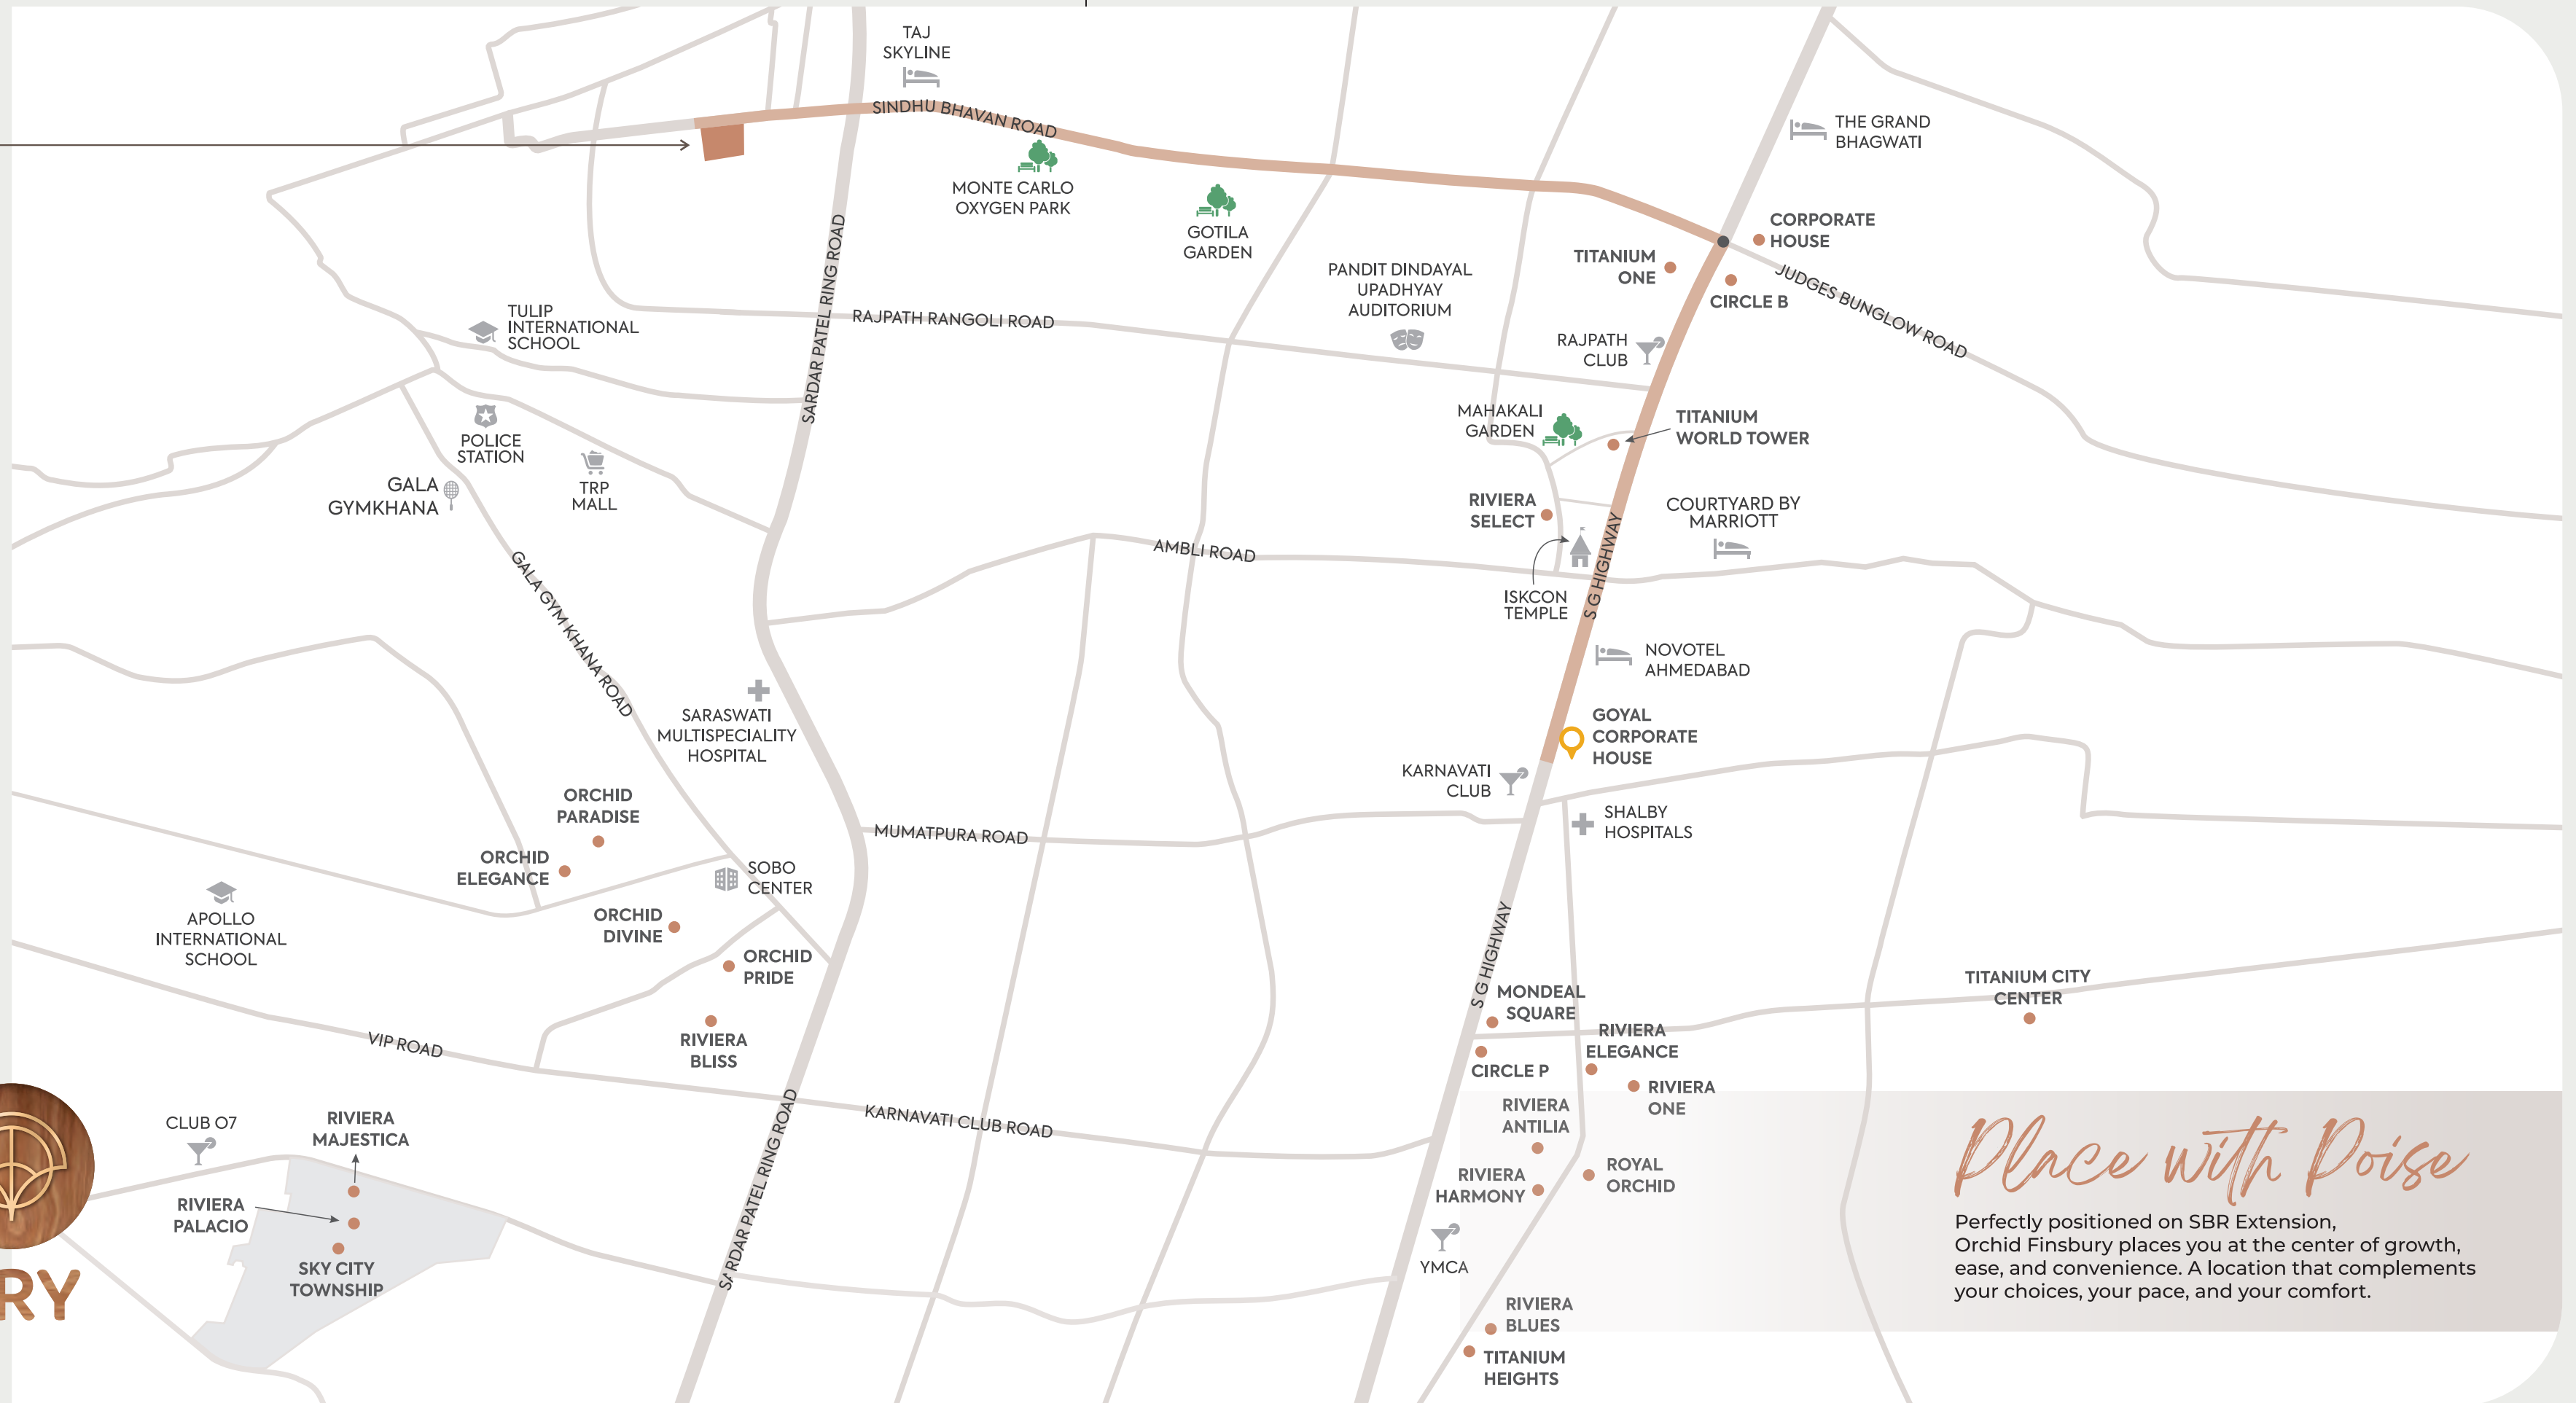 TAJ
SKYLINE
SINDHU BHAVAN ROAD
THE GRAND
BHAGWATI
MONTE CARLO
OXYGEN PARK
GOTILA
GARDEN
CORPORATE
HOUSE
TITANIUM
ONE
CIRCLE B
JUDGES BUNGLOW ROAD
PANDIT DINDAYAL
UPADHYAY
AUDITORIUM
SARDAR PATEL RING ROAD
RAJPATH RANGOLI ROAD
TULIP
INTERNATIONAL
SCHOOL
RAJPATH
CLUB
MAHAKALI
GARDEN
TITANIUM
WORLD TOWER
POLICE
STATION
GALA
GYMKHANA
TRP
MALL
RIVIERA
SELECT
COURTYARD BY
MARRIOTT
AMBLI ROAD
S G HIGHWAY
ISKCON
TEMPLE
GALA GYM KHANA ROAD
NOVOTEL
AHMEDABAD
SARASWATI
MULTISPECIALITY
HOSPITAL
GOYAL
CORPORATE
HOUSE
KARNAVATI
CLUB
ORCHID
PARADISE
MUMATPURA ROAD
SHALBY
HOSPITALS
ORCHID
ELEGANCE
SOBO
CENTER
APOLLO
INTERNATIONAL
SCHOOL
ORCHID
DIVINE
ORCHID
PRIDE
S G HIGHWAY
TITANIUM CITY
CENTER
MONDEAL
SQUARE
RIVIERA
BLISS
VIP ROAD
RIVIERA
ELEGANCE
CIRCLE P
RIVIERA
ONE
CLUB O7
RIVIERA
MAJESTICA
SARDAR PATEL RING ROAD
KARNAVATI CLUB ROAD
RIVIERA
ANTILIA
RIVIERA
HARMONY
ROYAL
ORCHID
RIVIERA
PALACIO
SKY CITY
TOWNSHIP
YMCA
RIVIERA
BLUES
TITANIUM
HEIGHTS
RY
Place with Poise
Perfectly positioned on SBR Extension,
Orchid Finsbury places you at the center of growth,
ease, and convenience. A location that complements
your choices, your pace, and your comfort.